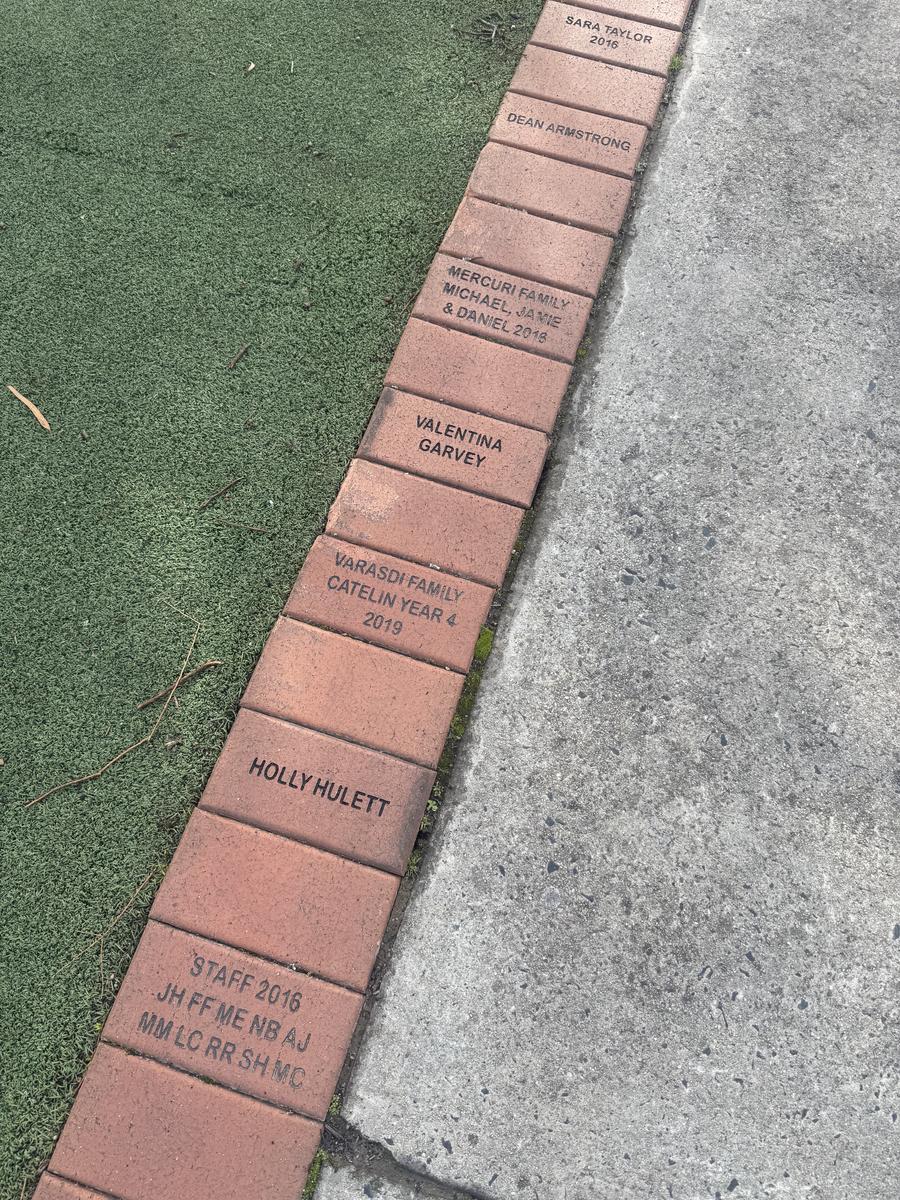 SARA TAYLOR
2016
DEAN ARMSTRONG
MERCURI FAMILY
MICHAEL, JAMIE
& DANIEL 2016
VALENTINA
GARVEY
VARASDI FAMILY
CATELIN YEAR 4
2019
HOLLY HULETT
STAFF 2016
JH FF ME NB AJ
MM LC RR SH MC